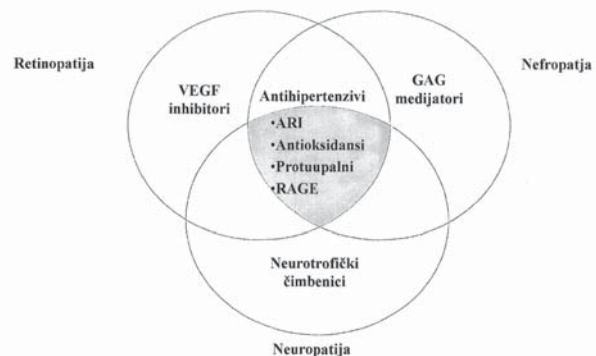 Retinopatija
Nefropatja
VEGF
inhibitori
GAG
medijatori
Antihipertenzivi
•ARI
•Antioksidansi
•Protuupalni
•RAGE
Neurotrofički
čimbenici
Neuropatija